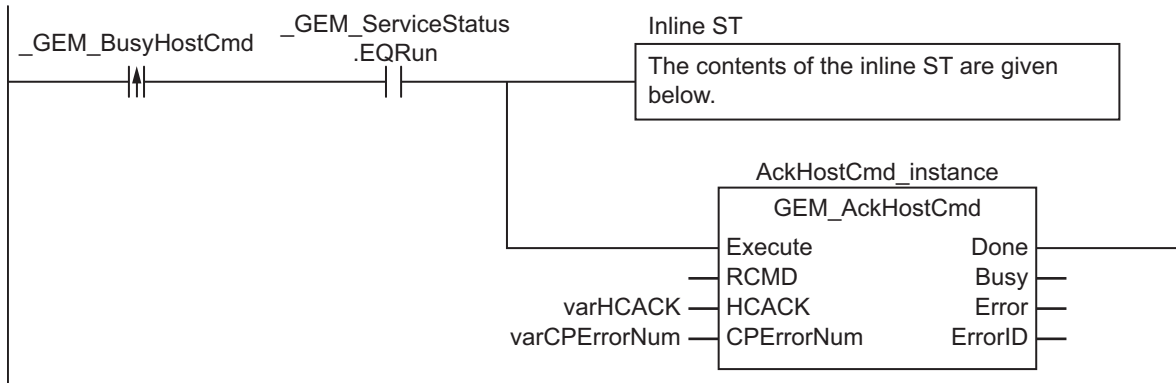 _GEM_BusyHostCmd
_GEM_ServiceStatus
.EQRun
Inline ST
The contents of the inline ST are given
below.
AckHostCmd_instance
GEM_AckHostCmd
Execute Done
RCMD Busy
varHCACK HCACK Error
varCPErrorNum CPErrorNum ErrorID